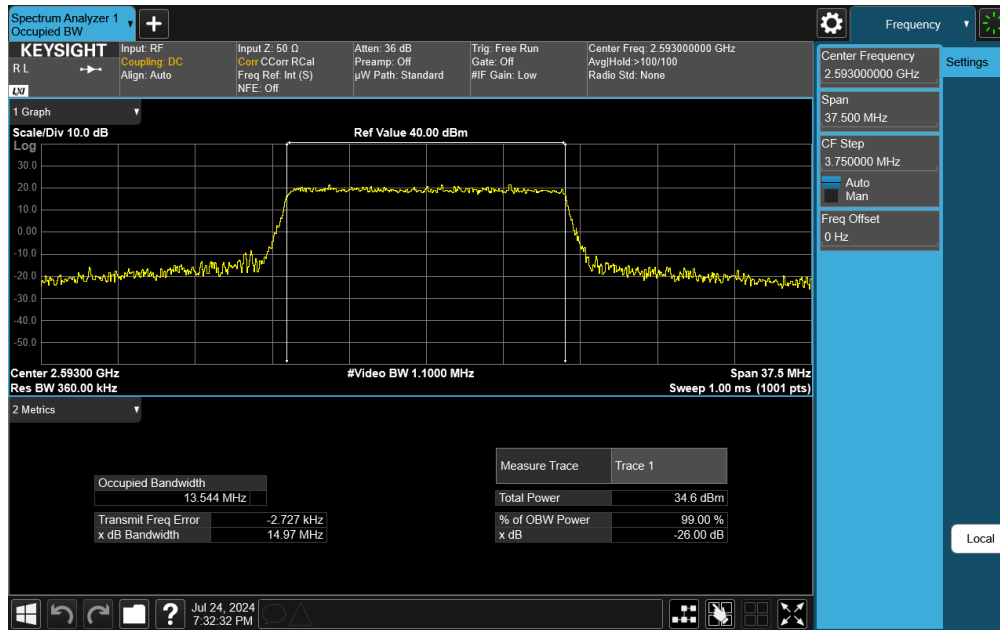 Spectrum Analyzer 1
Occupied BW
Frequency
KEYSIGHT
R L
LXI
Input: RF
Coupling: DC
Align: Auto
Input Z: 50 Ω
Corr CCorr RCal
Freq Ref: Int (S)
NFE: Off
Atten: 36 dB
Preamp: Off
µW Path: Standard
Trig: Free Run
Gate: Off
#IF Gain: Low
Center Freq: 2.593000000 GHz
Avg|Hold:>100/100
Radio Std: None
Center Frequency
2.593000000 GHz
Settings
Span
37.500 MHz
CF Step
3.750000 MHz
Auto
Man
Freq Offset
0 Hz
1 Graph
Scale/Div 10.0 dB
Ref Value 40.00 dBm
Log
30.0
20.0
10.0
0.00
-10.0
-20.0
-30.0
-40.0
-50.0
Center 2.59300 GHz
#Video BW 1.1000 MHz
Span 37.5 MHz
Res BW 360.00 kHz
Sweep 1.00 ms (1001 pts)
2 Metrics
Measure Trace
Trace 1
Occupied Bandwidth
13.544 MHz
Total Power
34.6 dBm
Transmit Freq Error
-2.727 kHz
% of OBW Power
99.00 %
x dB Bandwidth
14.97 MHz
x dB
-26.00 dB
Local
?
Jul 24, 2024
7:32:32 PM